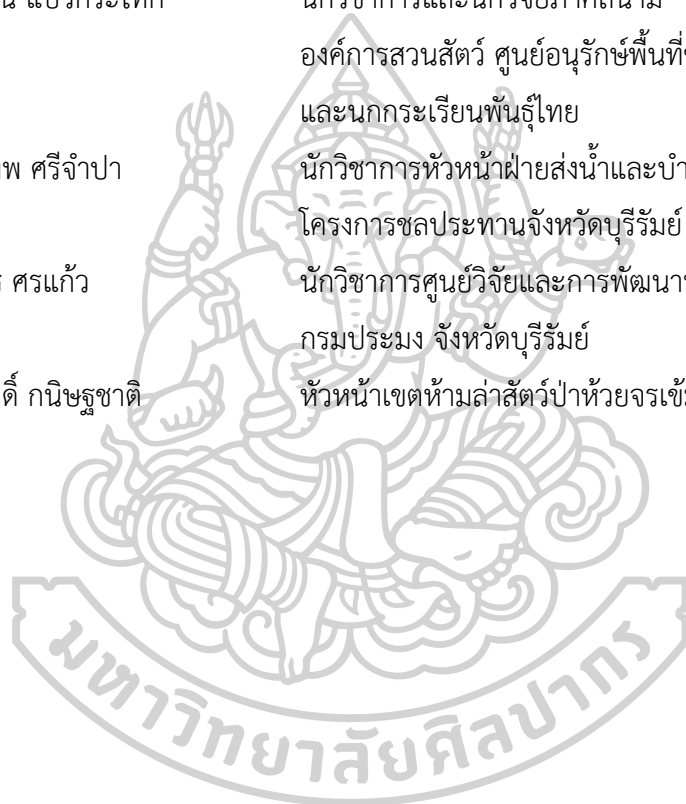 แบวกระโทก นักวิชาการและนักวิจัยภาคสนาม
องค์การสวนสัตว์ ศูนย์อนุรักษ์พื้นที่
และนกกระเรียนพันธุ์ไทย
ศรีจำปา นักวิชาการหัวหน้าฝ่ายส่งน้ำและบำ
โครงการชลประทานจังหวัดบุรีรัมย์
ศรแก้ว นักวิชาการศูนย์วิจัยและการพัฒนา
กรมประมง จังหวัดบุรีรัมย์
ดิ์ กนิษฐชาติ หัวหน้าเขตห้ามล่าสัตว์ป่าห้วยจรเข้
มหาวิทยาลัยศิลปากร